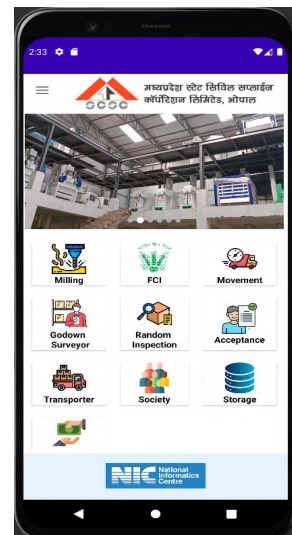 2:33
मध्यप्रदेश स्टेट सिविल सप्लाईज
कॉर्पोरेशन लिमिटेड, भोपाल
SCSC
Milling
FCI
Movement
Godown
Surveyor
Random
Inspection
Acceptance
Transporter
Society
Storage
NIC National
Informatics
Centre